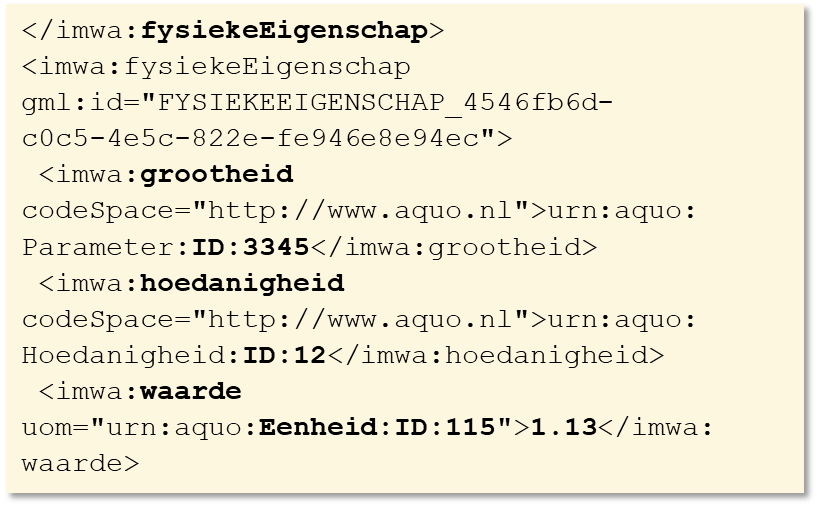 </imwa:fysiekeEigenschap>
<imwa:fysiekeEigenschap
gml:id="FYSIEKEEIGENSCHAP_4546fb6d-
c0c5-4e5c-822e-fe946e8e94ec">
<imwa:grootheid
codeSpace="http://www.aquo.nl">urn:aquo:
Parameter:ID:3345</imwa:grootheid>
<imwa:hoedanigheid
codeSpace="http://www.aquo.nl">urn:aquo:
Hoedanigheid:ID:12</imwa:hoedanigheid>
<imwa:waarde
uom="urn:aquo:Eenheid:ID:115">1.13</imwa:
waarde>